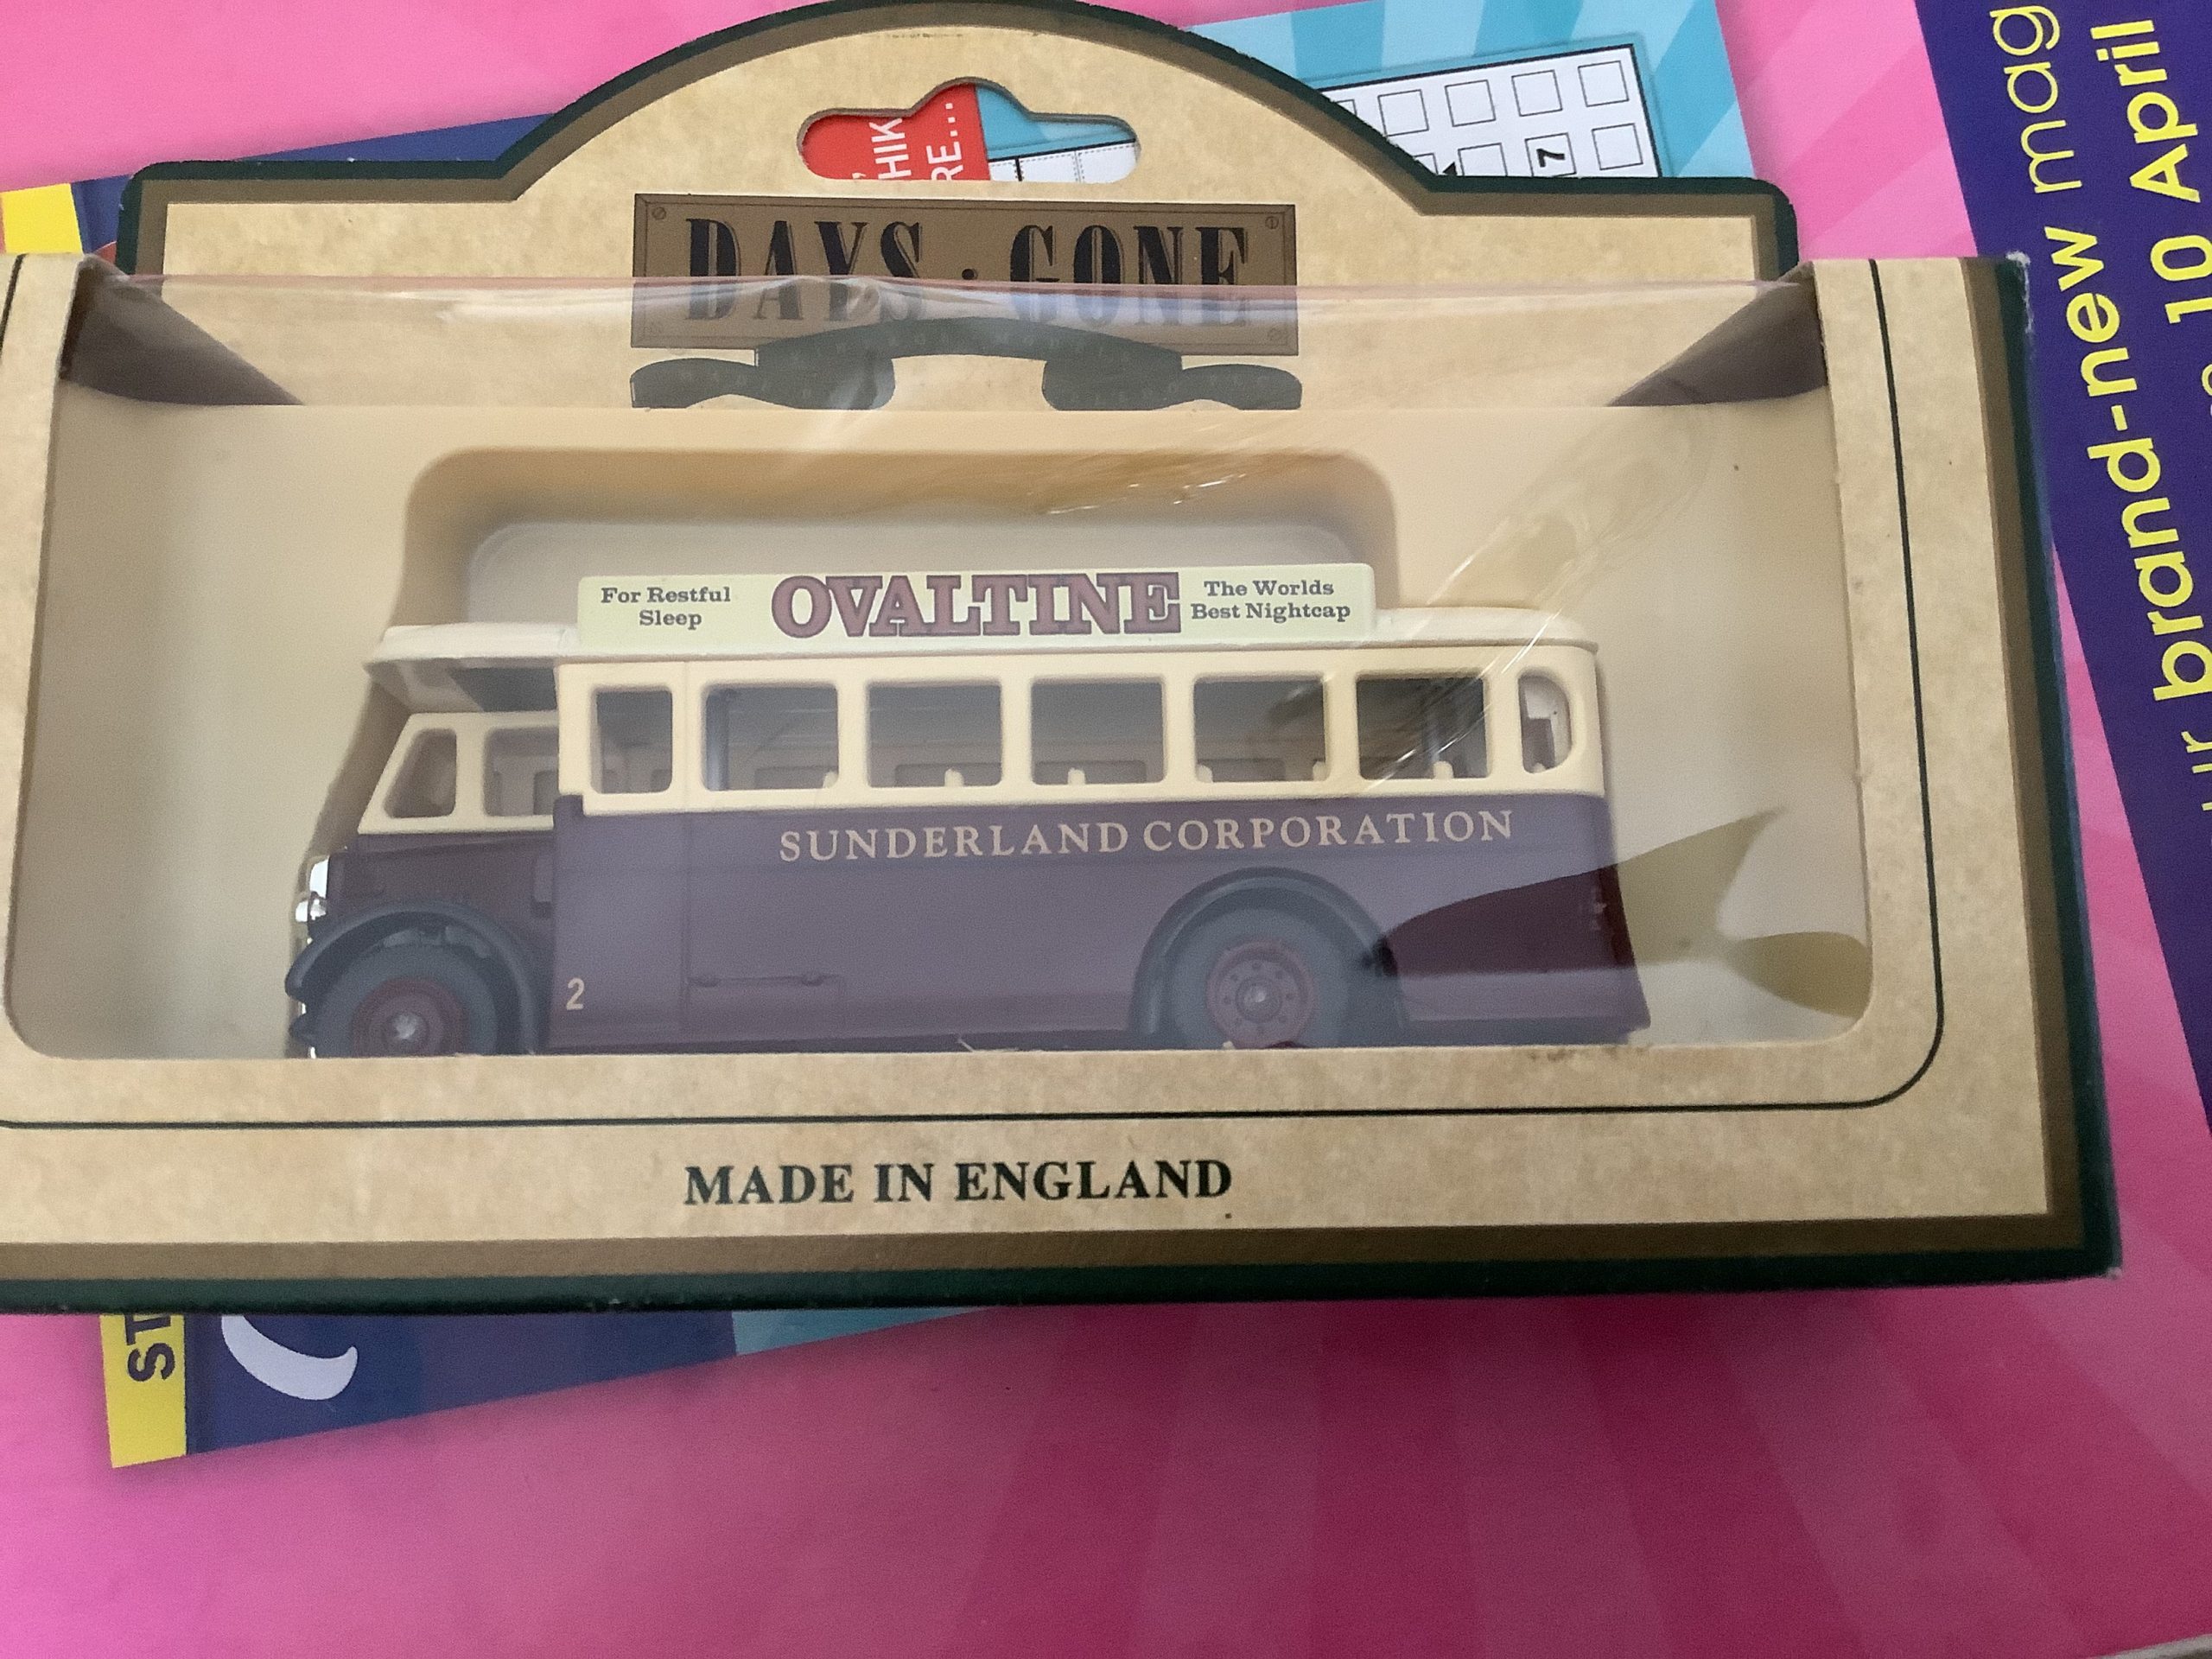 DAYS · GONE
For Restful
Sleep
OVALTINE
The Worlds
Best Nightcap
SUNDERLAND CORPORATION
2
MADE IN ENGLAND
brand-new mag
10 April
7